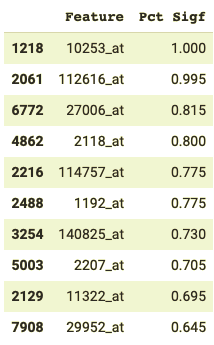 Feature Pct Sigf
1218 10253_at 1.000
2061 112616_at 0.995
6772 27006_at 0.815
4862 2118_at 0.800
2216 114757_at 0.775
2488 1192_at 0.775
3254 140825_at 0.730
5003 2207_at 0.705
2129 11322_at 0.695
7908 29952_at 0.645